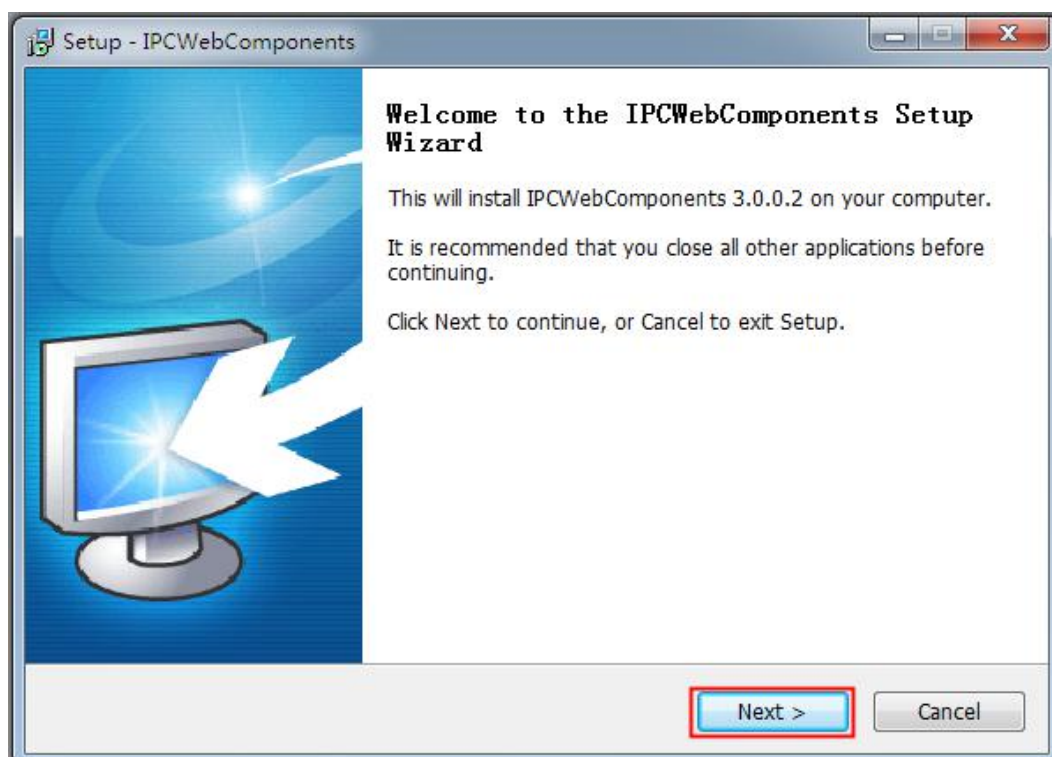 Setup - IPCWebComponents
Welcome to the IPCWebComponents Setup
Wizard
This will install IPCWebComponents 3.0.0.2 on your computer.
It is recommended that you close all other applications before
continuing.
Click Next to continue, or Cancel to exit Setup.
Next >
Cancel